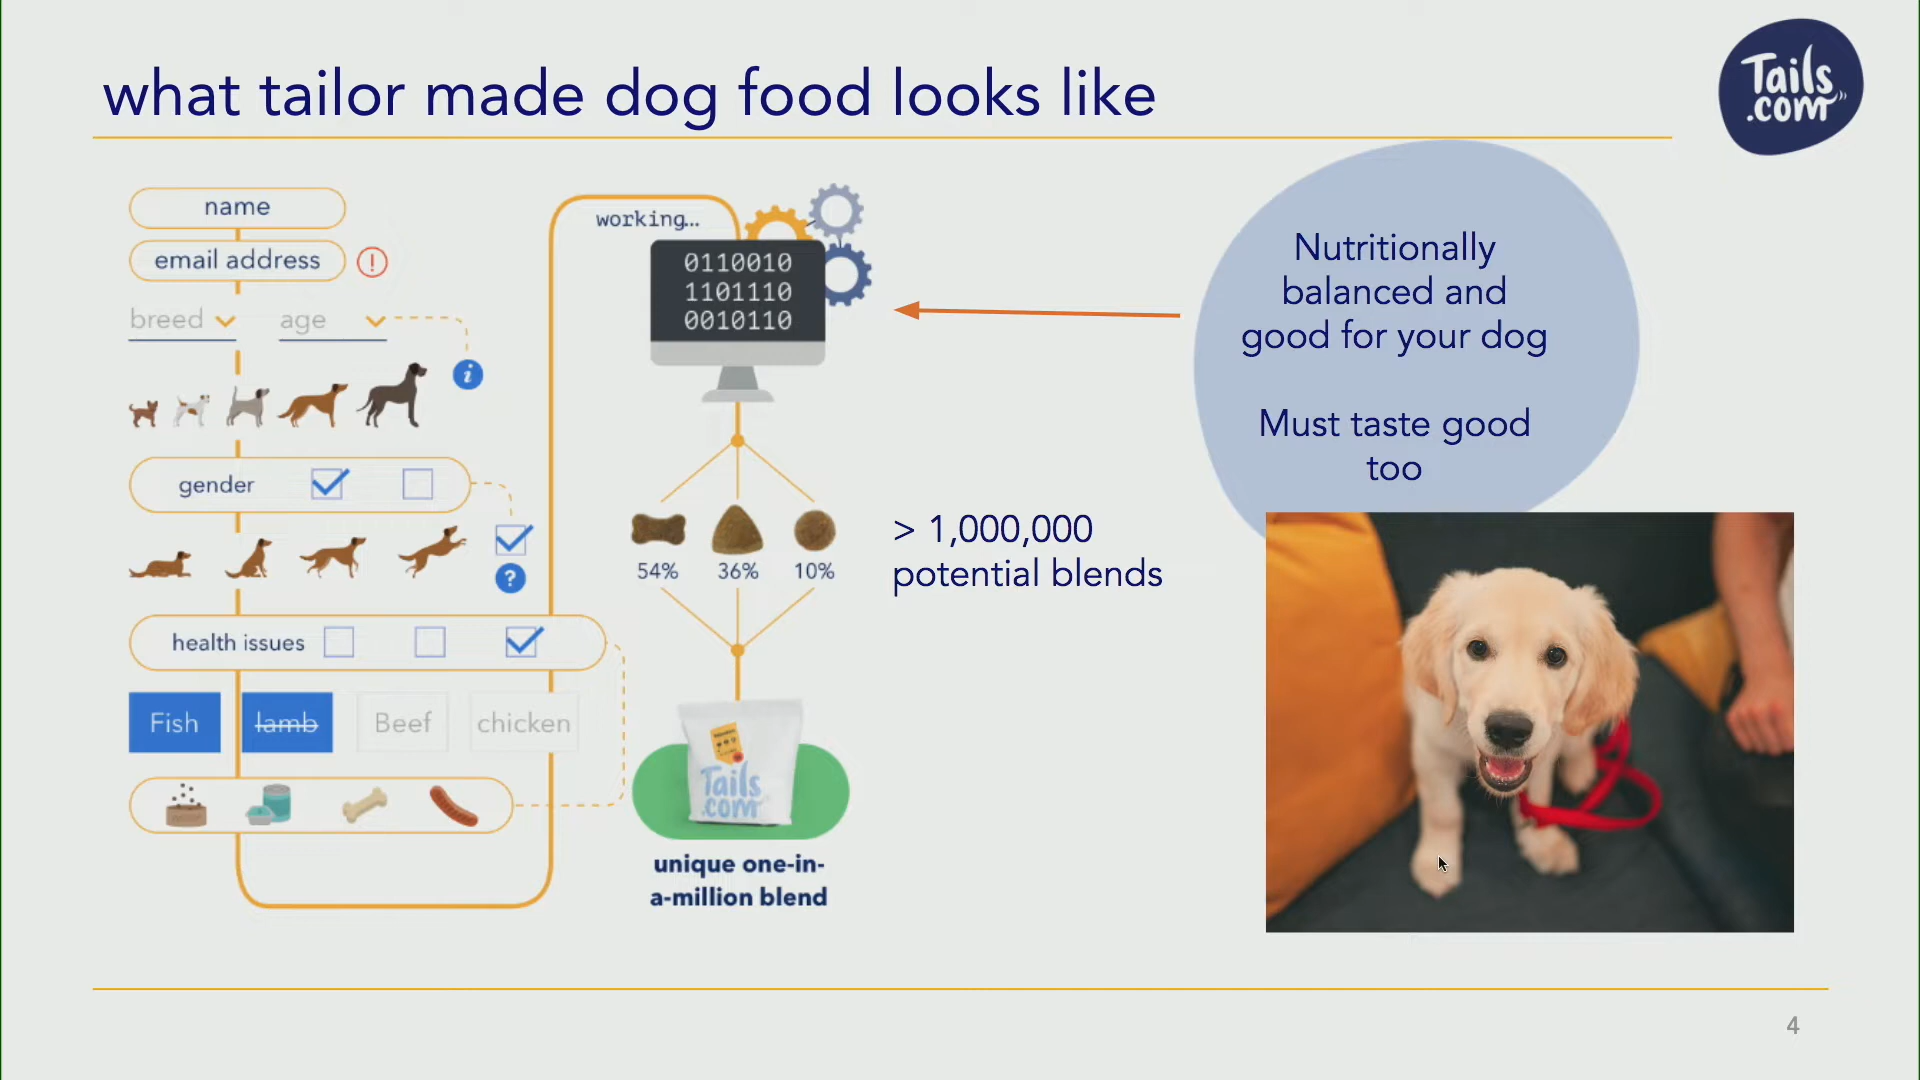 what tailor made dog food looks like
Tails
.com
name
email address
!
breed
age
i
gender
?
health issues
Fish
lamb
Beef
chicken
working...
0110010
1101110
0010110
54%
36%
10%
> 1,000,000
potential blends
Tails
.com
unique one-in-
a-million blend
Nutritionally
balanced and
good for your dog
Must taste good
too
4